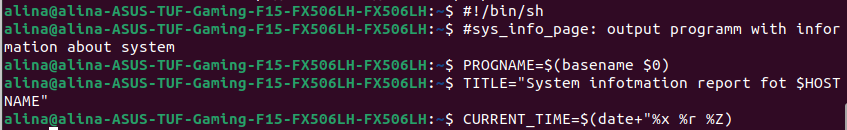 alina@alina-ASUS-TUF-Gaming-F15-FX506LH-FX506LH:~$ #!/bin/sh
alina@alina-ASUS-TUF-Gaming-F15-FX506LH-FX506LH:~$ #sys_info_page: output programm with infor
mation about system
alina@alina-ASUS-TUF-Gaming-F15-FX506LH-FX506LH:~$ PROGNAME=$(basename $0)
alina@alina-ASUS-TUF-Gaming-F15-FX506LH-FX506LH:~$ TITLE="System infotmation report fot $HOST
NAME"
alina@alina-ASUS-TUF-Gaming-F15-FX506LH-FX506LH:~$ CURRENT_TIME=$(date+"%x %r %Z)